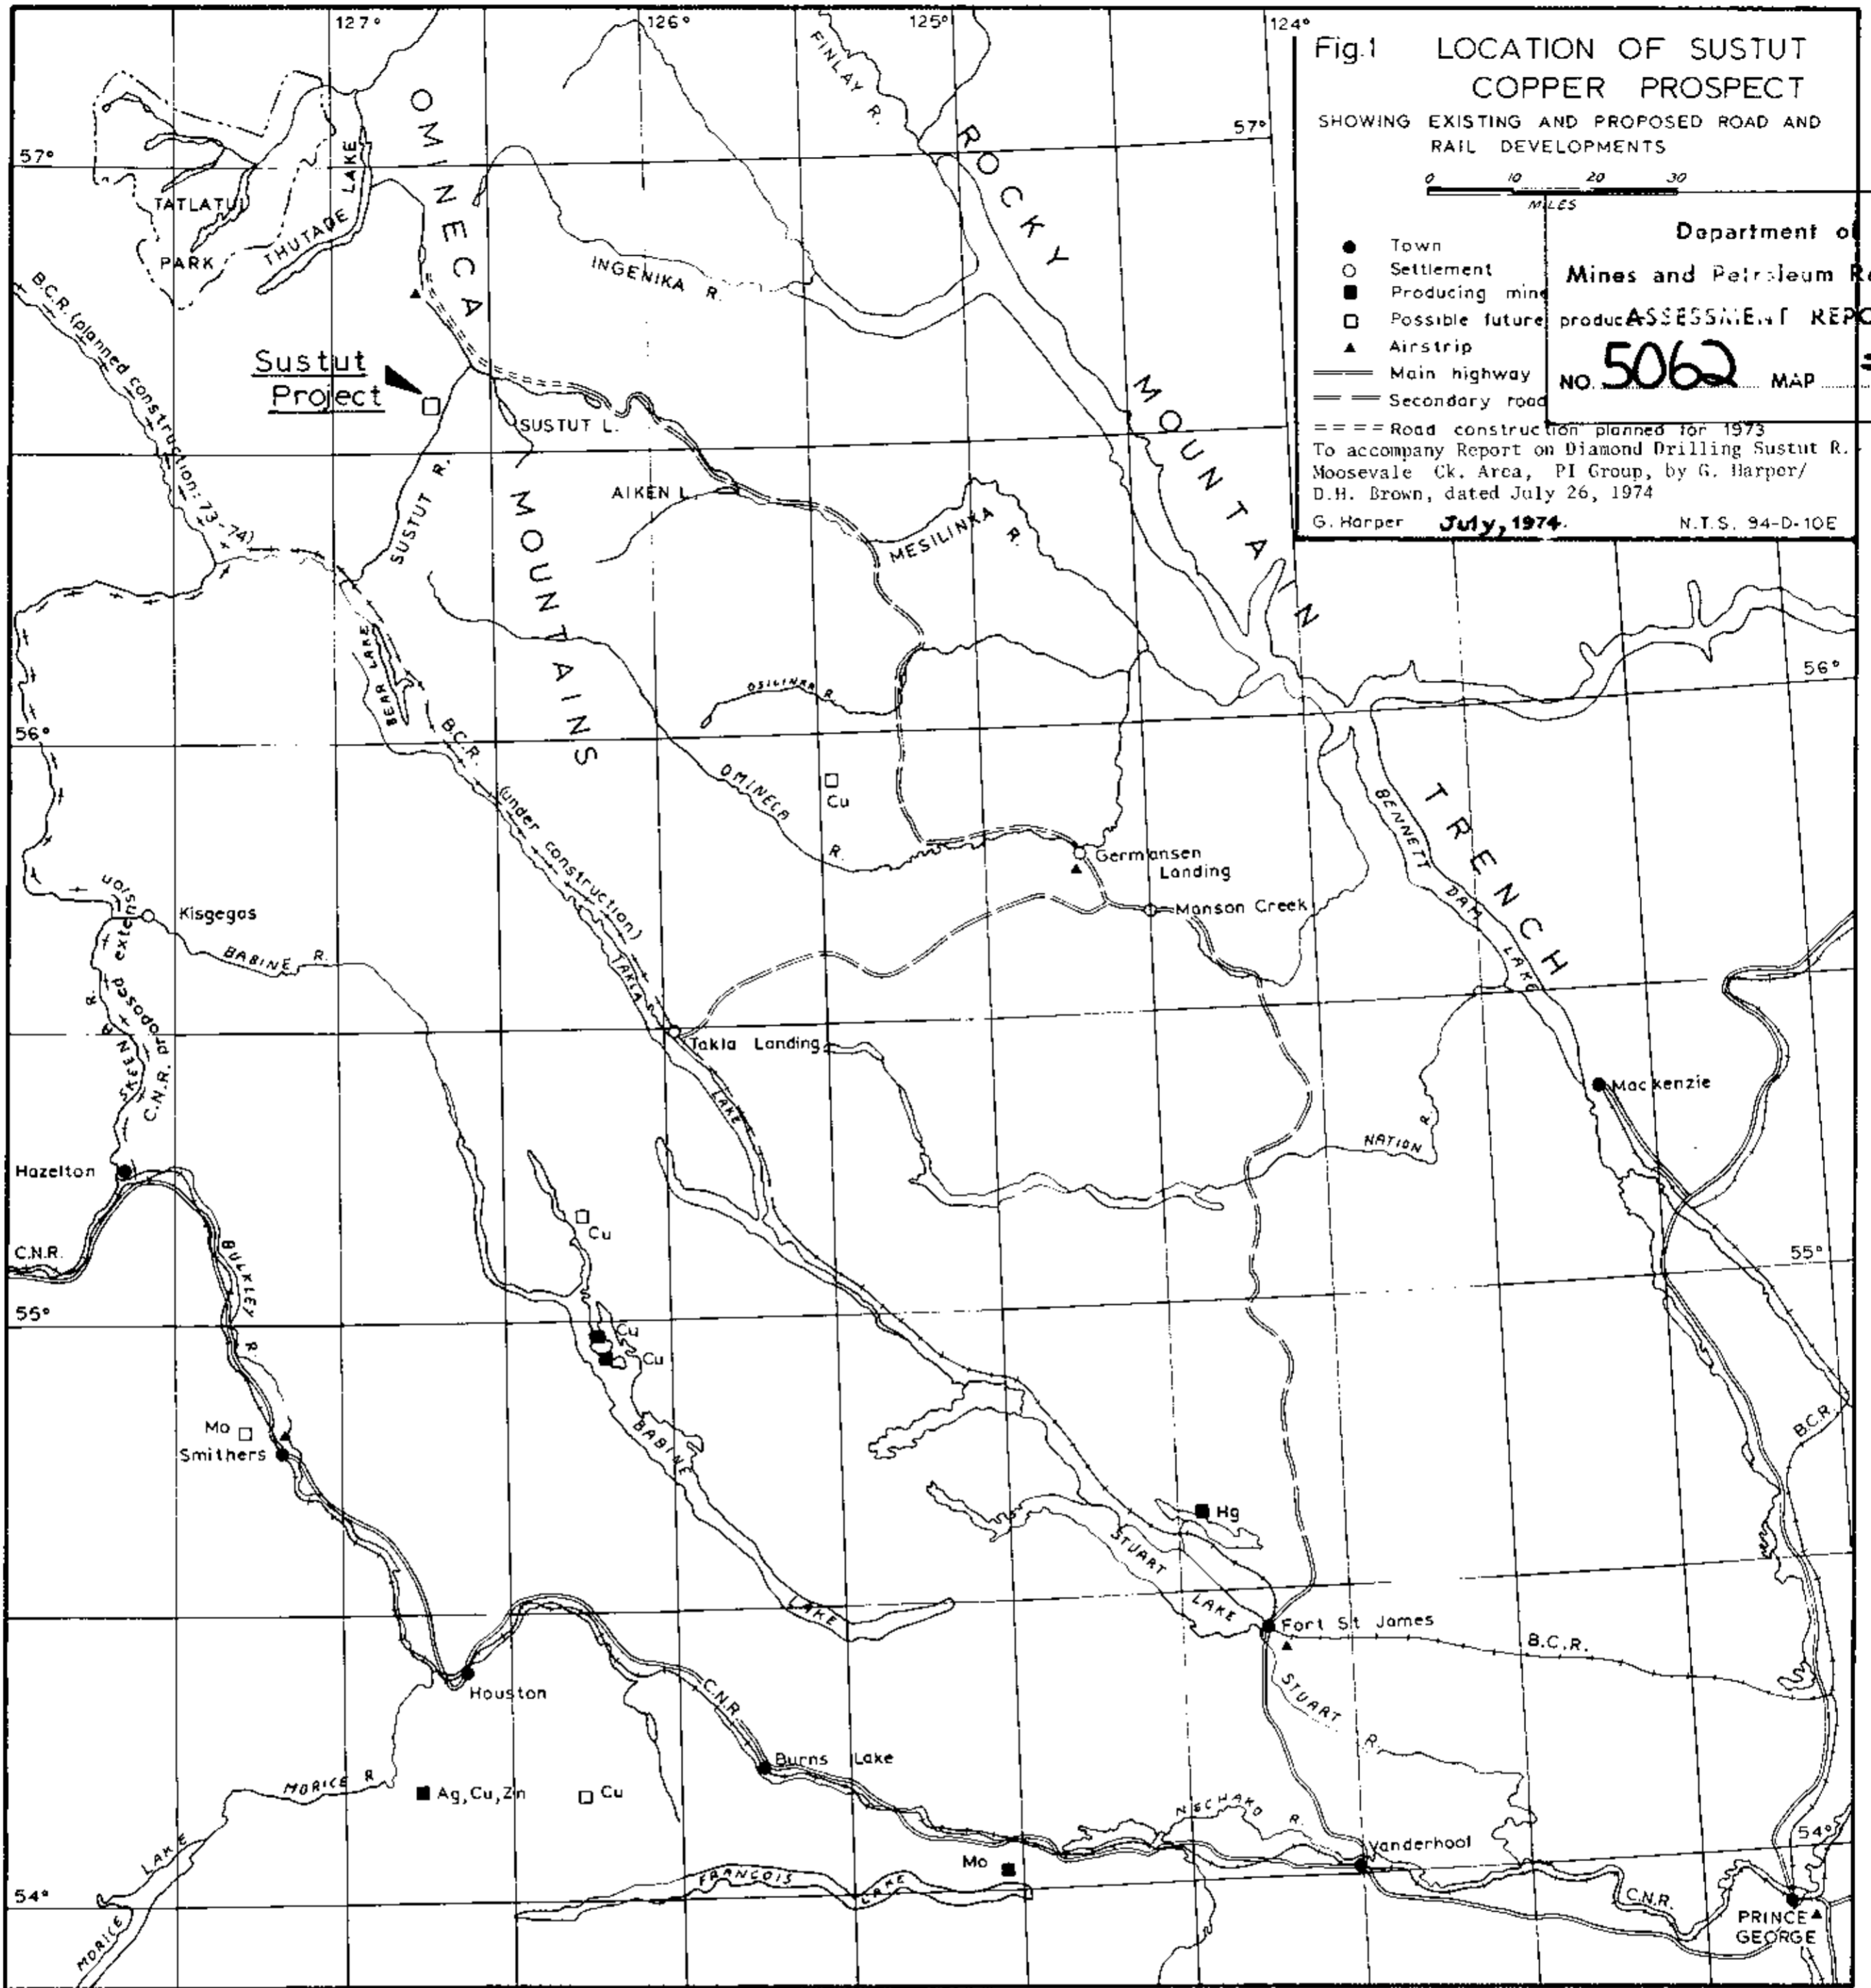 127°
126°
125°
124°
Fig.1 LOCATION OF SUSTUT
COPPER PROSPECT
SHOWING EXISTING AND PROPOSED ROAD AND
RAIL DEVELOPMENTS
0 10 20 30
MILES
Department of
Mines and Petroleum
ASSESSMENT REPO
NO. 5062 MAP
Town
Settlement
Producing mine
Possible future produc
Airstrip
Main highway
Secondary road
Road construction planned for 1973
To accompany Report on Diamond Drilling Sustut R.
Moosevale Ck. Area, PI Group, by G. Harper/
D.H. Brown, dated July 26, 1974
G. Harper July, 1974. N.T.S. 94-D-10E
FINLAY R.
57°
57°
TATLATUI
PARK
THUTADE LAKE
OMINECA
MOUNTAINS
ROCKY
MOUNTAIN
TRENCH
INGENIKA R.
B.C.R. (planned construction: 73-74)
Sustut
Project
SUSTUT L.
SUSTUT R.
AIKEN L.
MESILINKA R.
BEAR LAKE
OSILINKA R.
56°
56°
B.C.R.
(under construction)
OMINECA R.
Cu
Germansen
Landing
Manson Creek
BENNETT DAM LAKE
Kisgegas
BABINE R.
C.N.R. proposed extension
SKEENA R.
TAKLA
LAKE
Takla Landing
Mackenzie
NATION R.
Hazelton
C.N.R.
BULKLEY R.
Cu
55°
55°
Cu
Cu
Mo
Smithers
BABINE
LAKE
Hg
STUART
LAKE
B.C.R.
Fort St James
B.C.R.
STUART
R.
Houston
C.N.R.
Burns Lake
MORICE R.
Ag, Cu, Zn
Cu
NECHAKO R.
Vanderhoof
54°
54°
MORICE LAKE
FRANCOIS LAKE
Mo
C.N.R.
PRINCE
GEORGE